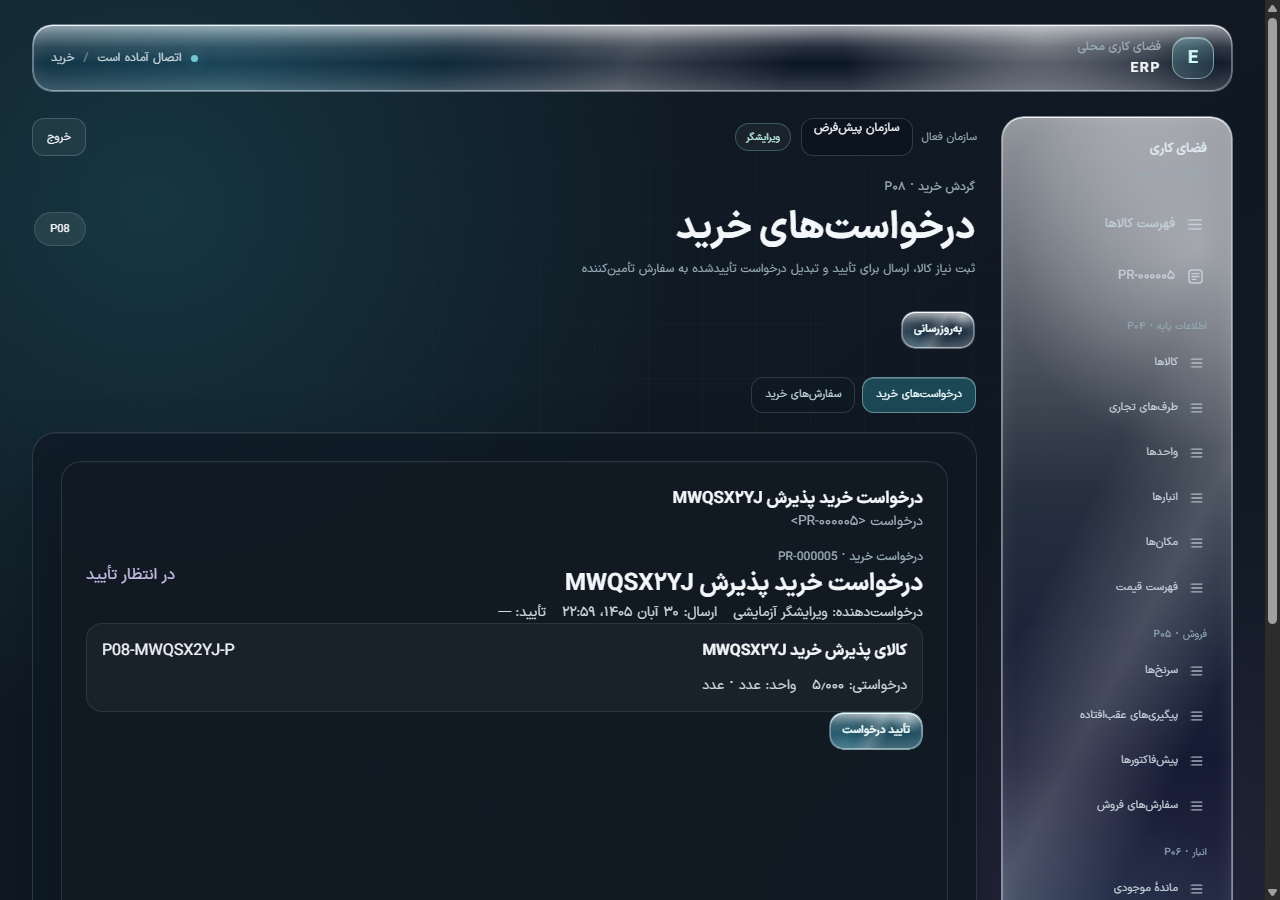 E
فضای کاری محلی
ERP
اتصال آماده است / خرید
فضای کاری
فهرست کالاها
PR-۰۰۰۰۰۵
اطلاعات پایه · P۰۴
کالاها
طرف‌های تجاری
واحدها
انبارها
مکان‌ها
فهرست قیمت
فروش · P۰۵
سرنخ‌ها
پیگیری‌های عقب‌افتاده
پیش‌فاکتورها
سفارش‌های فروش
انبار · P۰۶
ماندهٔ موجودی
سازمان فعال
سازمان پیش‌فرض
ویرایشگر
خروج
گردش خرید · P۰۸
درخواست‌های خرید
P08
ثبت نیاز کالا، ارسال برای تأیید و تبدیل درخواست تأییدشده به سفارش تأمین‌کننده
به‌روزرسانی
درخواست‌های خرید
سفارش‌های خرید
درخواست خرید پذیرش MWQSX۲YJ
درخواست <PR-۰۰۰۰۰۵>
درخواست خرید · PR-000005
درخواست خرید پذیرش MWQSX۲YJ
در انتظار تأیید
درخواست‌دهنده: ویرایشگر آزمایشی ارسال: ۳۰ آبان ۱۴۰۵، ۲۲:۵۹ تأیید: —
کالای پذیرش خرید MWQSX۲YJ
P08-MWQSX2YJ-P
درخواستی: ۵٫۰۰۰ واحد: عدد · عدد
تأیید درخواست